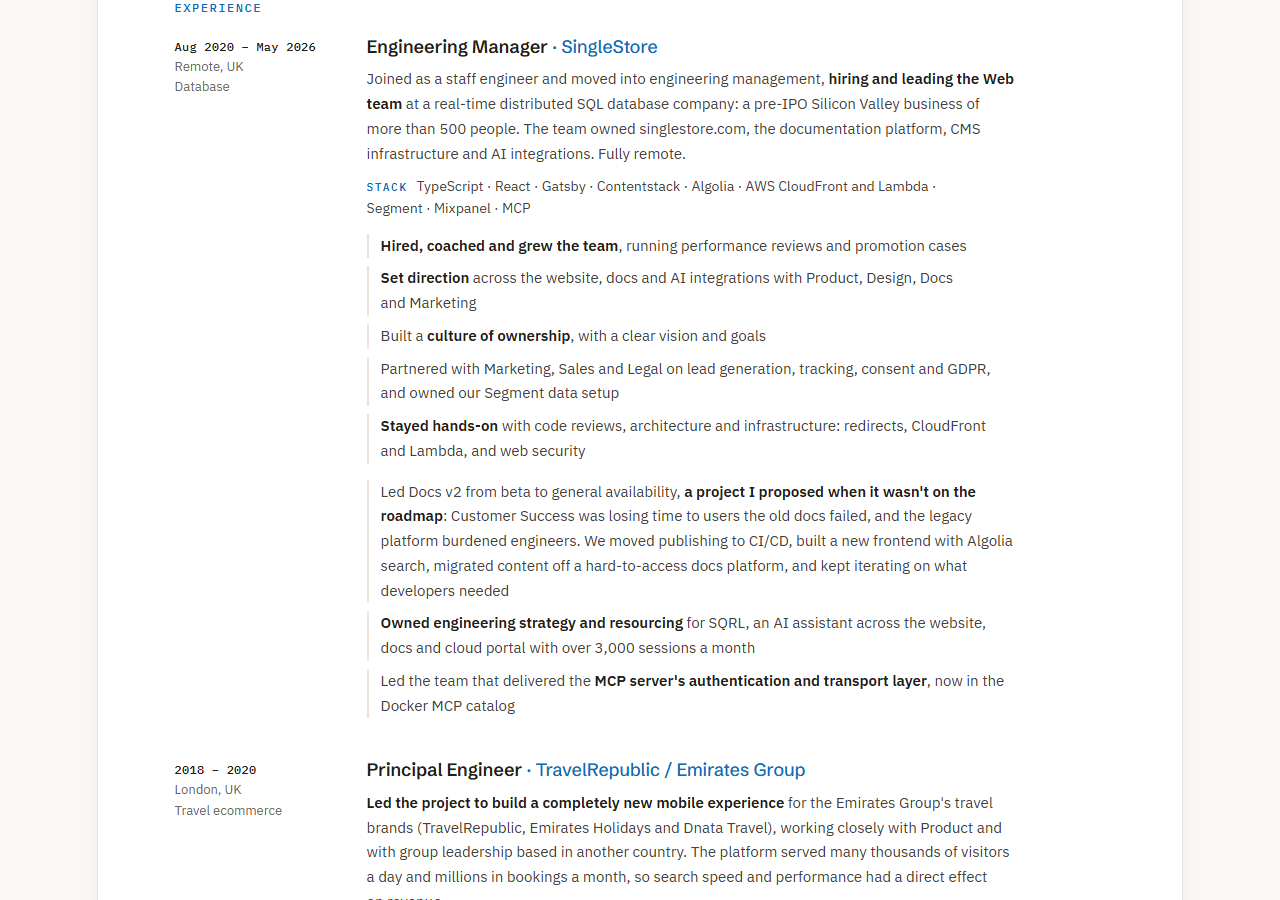 EXPERIENCE
Aug 2020 – May 2026
Remote, UK
Database
Engineering Manager · SingleStore
Joined as a staff engineer and moved into engineering management, hiring and leading the Web
team at a real-time distributed SQL database company: a pre-IPO Silicon Valley business of
more than 500 people. The team owned singlestore.com, the documentation platform, CMS
infrastructure and AI integrations. Fully remote.
STACK TypeScript · React · Gatsby · Contentstack · Algolia · AWS CloudFront and Lambda ·
Segment · Mixpanel · MCP
Hired, coached and grew the team, running performance reviews and promotion cases
Set direction across the website, docs and AI integrations with Product, Design, Docs
and Marketing
Built a culture of ownership, with a clear vision and goals
Partnered with Marketing, Sales and Legal on lead generation, tracking, consent and GDPR,
and owned our Segment data setup
Stayed hands-on with code reviews, architecture and infrastructure: redirects, CloudFront
and Lambda, and web security
Led Docs v2 from beta to general availability, a project I proposed when it wasn't on the
roadmap: Customer Success was losing time to users the old docs failed, and the legacy
platform burdened engineers. We moved publishing to CI/CD, built a new frontend with Algolia
search, migrated content off a hard-to-access docs platform, and kept iterating on what
developers needed
Owned engineering strategy and resourcing for SQRL, an AI assistant across the website,
docs and cloud portal with over 3,000 sessions a month
Led the team that delivered the MCP server's authentication and transport layer, now in the
Docker MCP catalog
2018 – 2020
London, UK
Travel ecommerce
Principal Engineer · TravelRepublic / Emirates Group
Led the project to build a completely new mobile experience for the Emirates Group's travel
brands (TravelRepublic, Emirates Holidays and Dnata Travel), working closely with Product and
with group leadership based in another country. The platform served many thousands of visitors
a day and millions in bookings a month, so search speed and performance had a direct effect